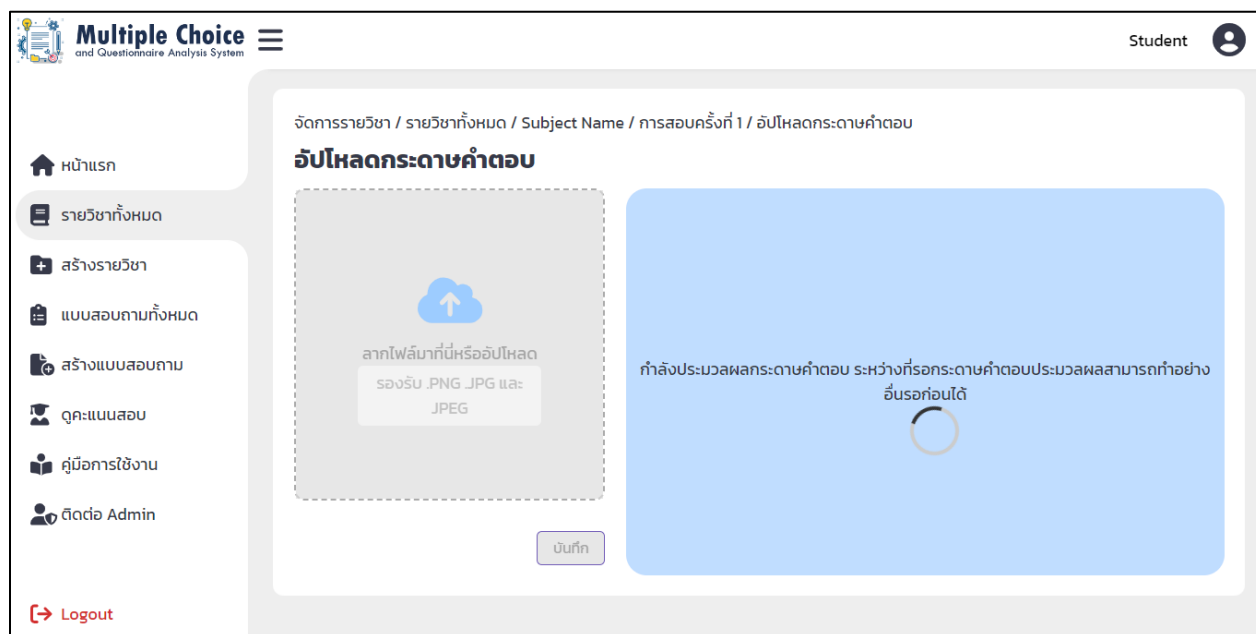 Multiple Choice
and Questionnaire Analysis System
Student
จัดการรายวิชา / รายวิชาทั้งหมด / Subject Name / การสอบครั้งที่ 1 / อัปโหลดกระดาษคำตอบ
อัปโหลดกระดาษคำตอบ
หน้าแรก
รายวิชาทั้งหมด
สร้างรายวิชา
แบบสอบถามทั้งหมด
สร้างแบบสอบถาม
ดูคะแนนสอบ
คู่มือการใช้งาน
ติดต่อ Admin
Logout
ลากไฟล์มาที่นี่หรืออัปโหลด
รองรับ .PNG .JPG และ
.JPEG
บันทึก
กำลังประมวลผลกระดาษคำตอบ ระหว่างที่รอกระดาษคำตอบประมวลผลสามารถทำอย่าง
อื่นรอก่อนได้